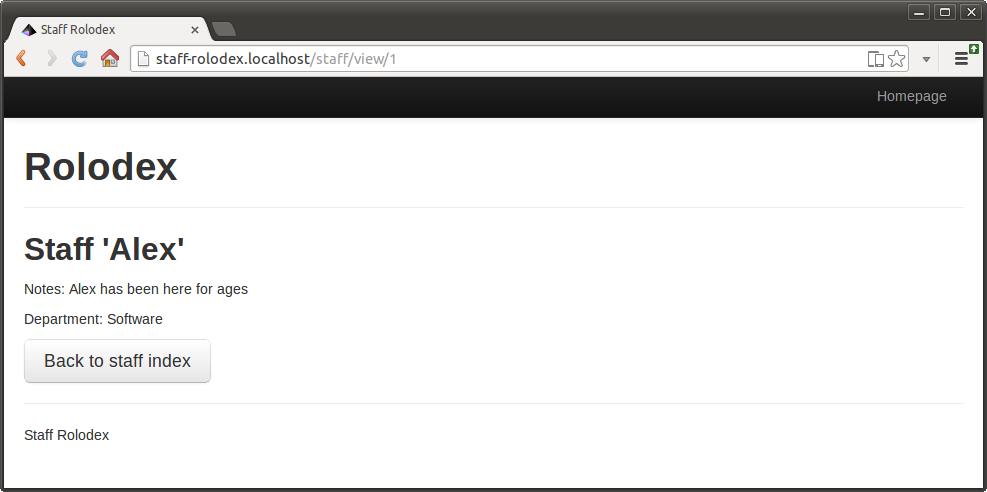 Staff Rolodex
staff-rolodex.localhost/staff/view/1
Homepage
Rolodex
Staff 'Alex'
Notes: Alex has been here for ages
Department: Software
Back to staff index
Staff Rolodex